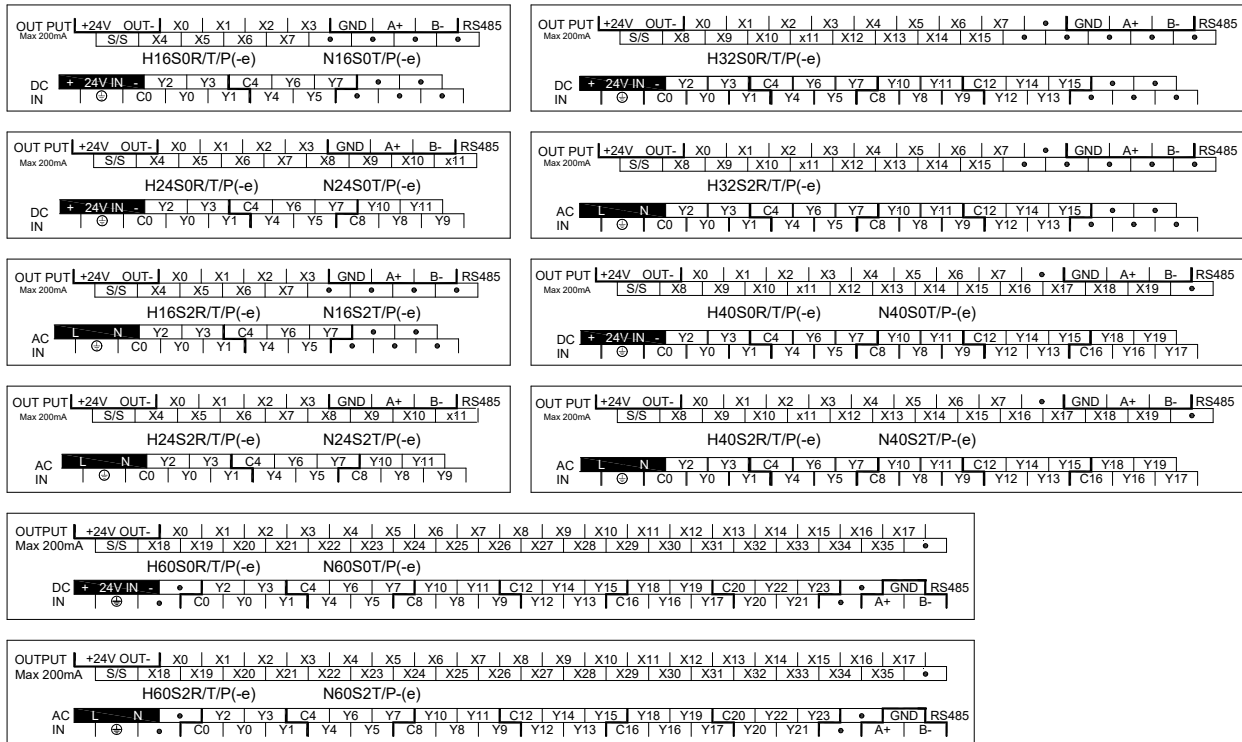 OUT PUT +24V OUT- X0 X1 X2 X3 GND A+ B- RS485
Max 200mA S/S X4 X5 X6 X7 • • • •
H16S0R/T/P(-e) N16S0T/P(-e)
DC + 24V IN - Y2 Y3 C4 Y6 Y7 • •
IN ⏚ C0 Y0 Y1 Y4 Y5 • • •
OUT PUT +24V OUT- X0 X1 X2 X3 GND A+ B- RS485
Max 200mA S/S X4 X5 X6 X7 X8 X9 X10 x11
H24S0R/T/P(-e) N24S0T/P(-e)
DC + 24V IN - Y2 Y3 C4 Y6 Y7 Y10 Y11
IN ⏚ C0 Y0 Y1 Y4 Y5 C8 Y8 Y9
OUT PUT +24V OUT- X0 X1 X2 X3 GND A+ B- RS485
Max 200mA S/S X4 X5 X6 X7 • • • •
H16S2R/T/P(-e) N16S2T/P(-e)
AC L N Y2 Y3 C4 Y6 Y7 • •
IN ⏚ C0 Y0 Y1 Y4 Y5 • • •
OUT PUT +24V OUT- X0 X1 X2 X3 GND A+ B- RS485
Max 200mA S/S X4 X5 X6 X7 X8 X9 X10 x11
H24S2R/T/P(-e) N24S2T/P(-e)
AC L N Y2 Y3 C4 Y6 Y7 Y10 Y11
IN ⏚ C0 Y0 Y1 Y4 Y5 C8 Y8 Y9
OUT PUT +24V OUT- X0 X1 X2 X3 X4 X5 X6 X7 • GND A+ B- RS485
Max 200mA S/S X8 X9 X10 x11 X12 X13 X14 X15 • • • • •
H32S0R/T/P(-e)
DC + 24V IN - Y2 Y3 C4 Y6 Y7 Y10 Y11 C12 Y14 Y15 • •
IN ⏚ C0 Y0 Y1 Y4 Y5 C8 Y8 Y9 Y12 Y13 • • •
OUT PUT +24V OUT- X0 X1 X2 X3 X4 X5 X6 X7 • GND A+ B- RS485
Max 200mA S/S X8 X9 X10 x11 X12 X13 X14 X15 • • • • •
H32S2R/T/P(-e)
AC L N Y2 Y3 C4 Y6 Y7 Y10 Y11 C12 Y14 Y15 • •
IN ⏚ C0 Y0 Y1 Y4 Y5 C8 Y8 Y9 Y12 Y13 • • •
OUT PUT +24V OUT- X0 X1 X2 X3 X4 X5 X6 X7 • GND A+ B- RS485
Max 200mA S/S X8 X9 X10 x11 X12 X13 X14 X15 X16 X17 X18 X19 •
H40S0R/T/P(-e) N40S0T/P-(e)
DC + 24V IN - Y2 Y3 C4 Y6 Y7 Y10 Y11 C12 Y14 Y15 Y18 Y19
IN ⏚ C0 Y0 Y1 Y4 Y5 C8 Y8 Y9 Y12 Y13 C16 Y16 Y17
OUT PUT +24V OUT- X0 X1 X2 X3 X4 X5 X6 X7 • GND A+ B- RS485
Max 200mA S/S X8 X9 X10 x11 X12 X13 X14 X15 X16 X17 X18 X19 •
H40S2R/T/P(-e) N40S2T/P-(e)
AC L N Y2 Y3 C4 Y6 Y7 Y10 Y11 C12 Y14 Y15 Y18 Y19
IN ⏚ C0 Y0 Y1 Y4 Y5 C8 Y8 Y9 Y12 Y13 C16 Y16 Y17
OUTPUT +24V OUT- X0 X1 X2 X3 X4 X5 X6 X7 X8 X9 X10 X11 X12 X13 X14 X15 X16 X17
Max 200mA S/S X18 X19 X20 X21 X22 X23 X24 X25 X26 X27 X28 X29 X30 X31 X32 X33 X34 X35 •
H60S0R/T/P(-e) N60S0T/P(-e)
DC + 24V IN - • Y2 Y3 C4 Y6 Y7 Y10 Y11 C12 Y14 Y15 Y18 Y19 C20 Y22 Y23 • GND RS485
IN ⏚ • C0 Y0 Y1 Y4 Y5 C8 Y8 Y9 Y12 Y13 C16 Y16 Y17 Y20 Y21 • A+ B-
OUTPUT +24V OUT- X0 X1 X2 X3 X4 X5 X6 X7 X8 X9 X10 X11 X12 X13 X14 X15 X16 X17
Max 200mA S/S X18 X19 X20 X21 X22 X23 X24 X25 X26 X27 X28 X29 X30 X31 X32 X33 X34 X35 •
H60S2R/T/P(-e) N60S2T/P-(e)
AC L N • Y2 Y3 C4 Y6 Y7 Y10 Y11 C12 Y14 Y15 Y18 Y19 C20 Y22 Y23 • GND RS485
IN ⏚ • C0 Y0 Y1 Y4 Y5 C8 Y8 Y9 Y12 Y13 C16 Y16 Y17 Y20 Y21 • A+ B-